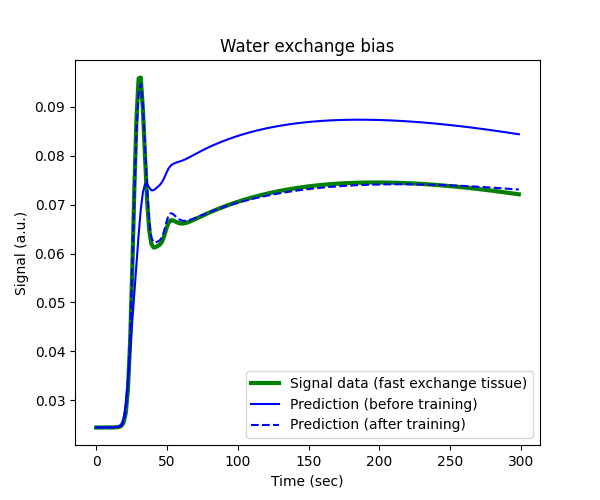 Water exchange bias
0.09
0.08
0.07
0.06
0.05
0.04
0.03
Signal (a.u.)
Signal data (fast exchange tissue)
Prediction (before training)
Prediction (after training)
0 50 100 150 200 250 300
Time (sec)